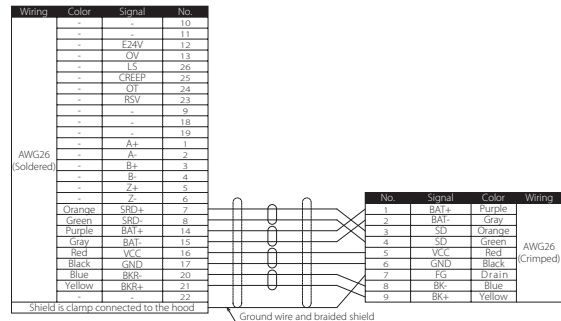 Wiring Color Signal No.
- - 10
- - 11
- E24V 12
- OV 13
- LS 26
- CREEP 25
- OT 24
- RSV 23
- - 9
- - 18
- - 19
- A+ 1
AWG26 - A- 2
(Soldered) - B+ 3
- B- 4
- Z+ 5
- Z- 6
Orange SRD+ 7
Green SRD- 8
Purple BAT+ 14
Gray BAT- 15
Red VCC 16
Black GND 17
Blue BKR- 20
Yellow BKR+ 21
- - 22
Shield is clamp connected to the hood
No. Signal Color Wiring
1 BAT+ Purple
2 BAT- Gray
3 SD Orange
4 SD Green
5 VCC Red AWG26
6 GND Black (Crimped)
7 FG Drain
8 BK- Blue
9 BK+ Yellow
Ground wire and braided shield